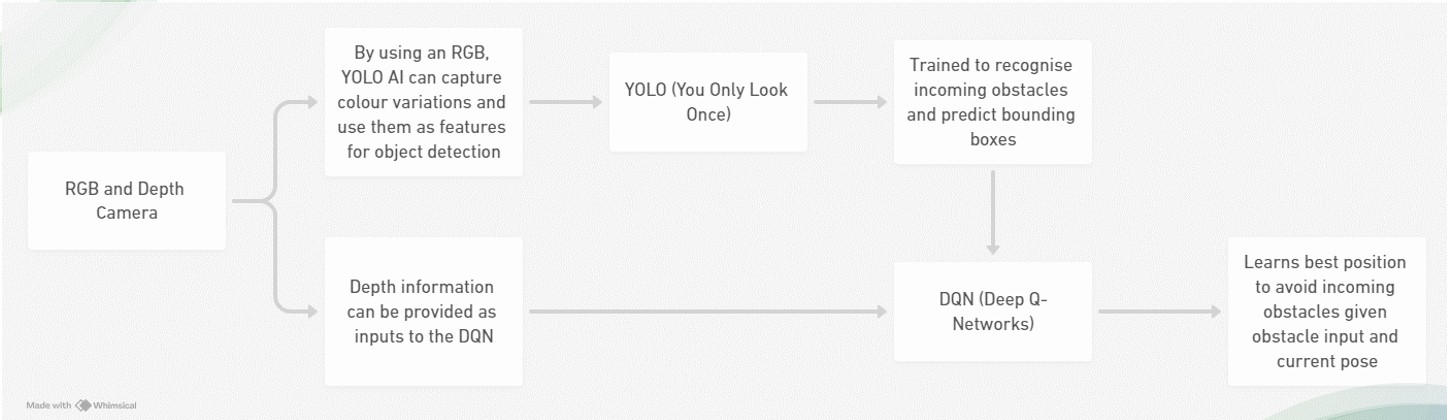 RGB and Depth
Camera
By using an RGB,
YOLO AI can capture
colour variations and
use them as features
for object detection
YOLO (You Only Look
Once)
Trained to recognise
incoming obstacles
and predict bounding
boxes
Depth information
can be provided as
inputs to the DQN
DQN (Deep Q-
Networks)
Learns best position
to avoid incoming
obstacles given
obstacle input and
current pose
Made with Whimsical